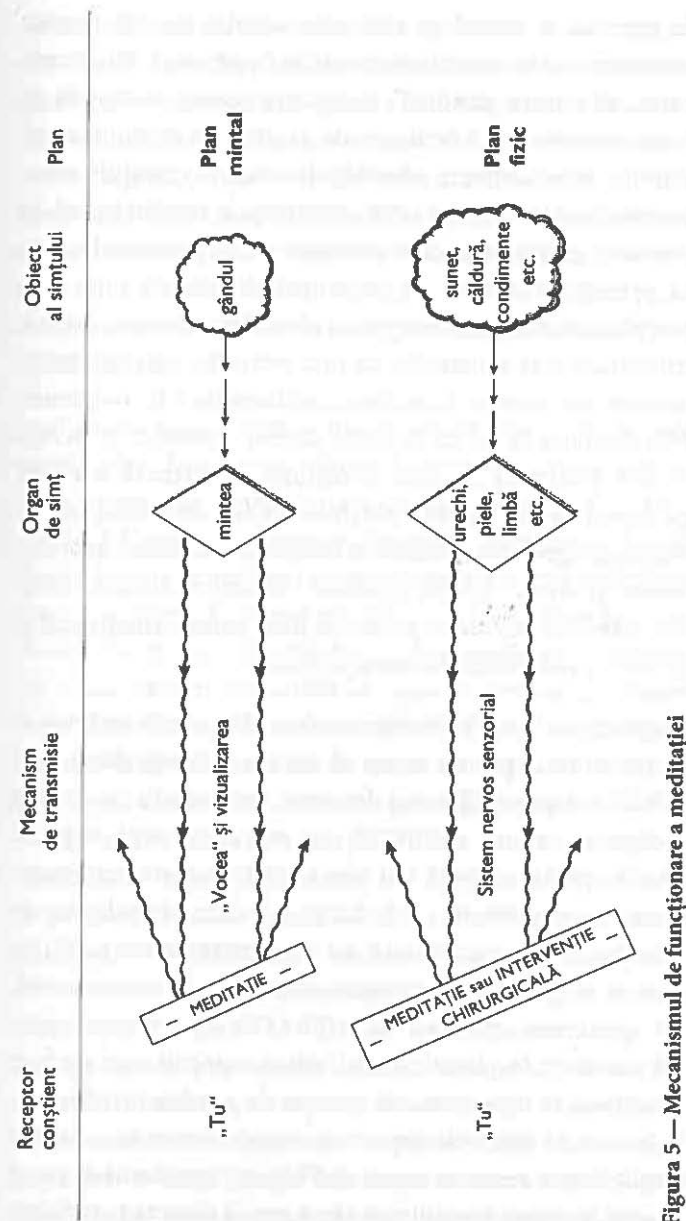 Receptor
conștient
Mecanism
de transmisie
Organ
de simț
Obiect
al simțului
Plan
„Tu”
— MEDITAȚIE —
„Vocea” și vizualizarea
mintea
gândul
Plan
mintal
„Tu”
— MEDITAȚIE sau INTERVENȚIE —
CHIRURGICALĂ
Sistem nervos senzorial
urechi,
piele,
limbă
etc.
sunet,
căldură,
condimente
etc.
Plan
fizic
Figura 5 — Mecanismul de funcționare a meditației